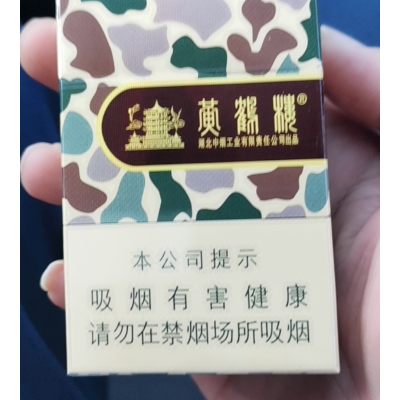 黄鹤楼®
湖北中烟工业有限责任公司出品
本公司提示
吸烟有害健康
请勿在禁烟场所吸烟